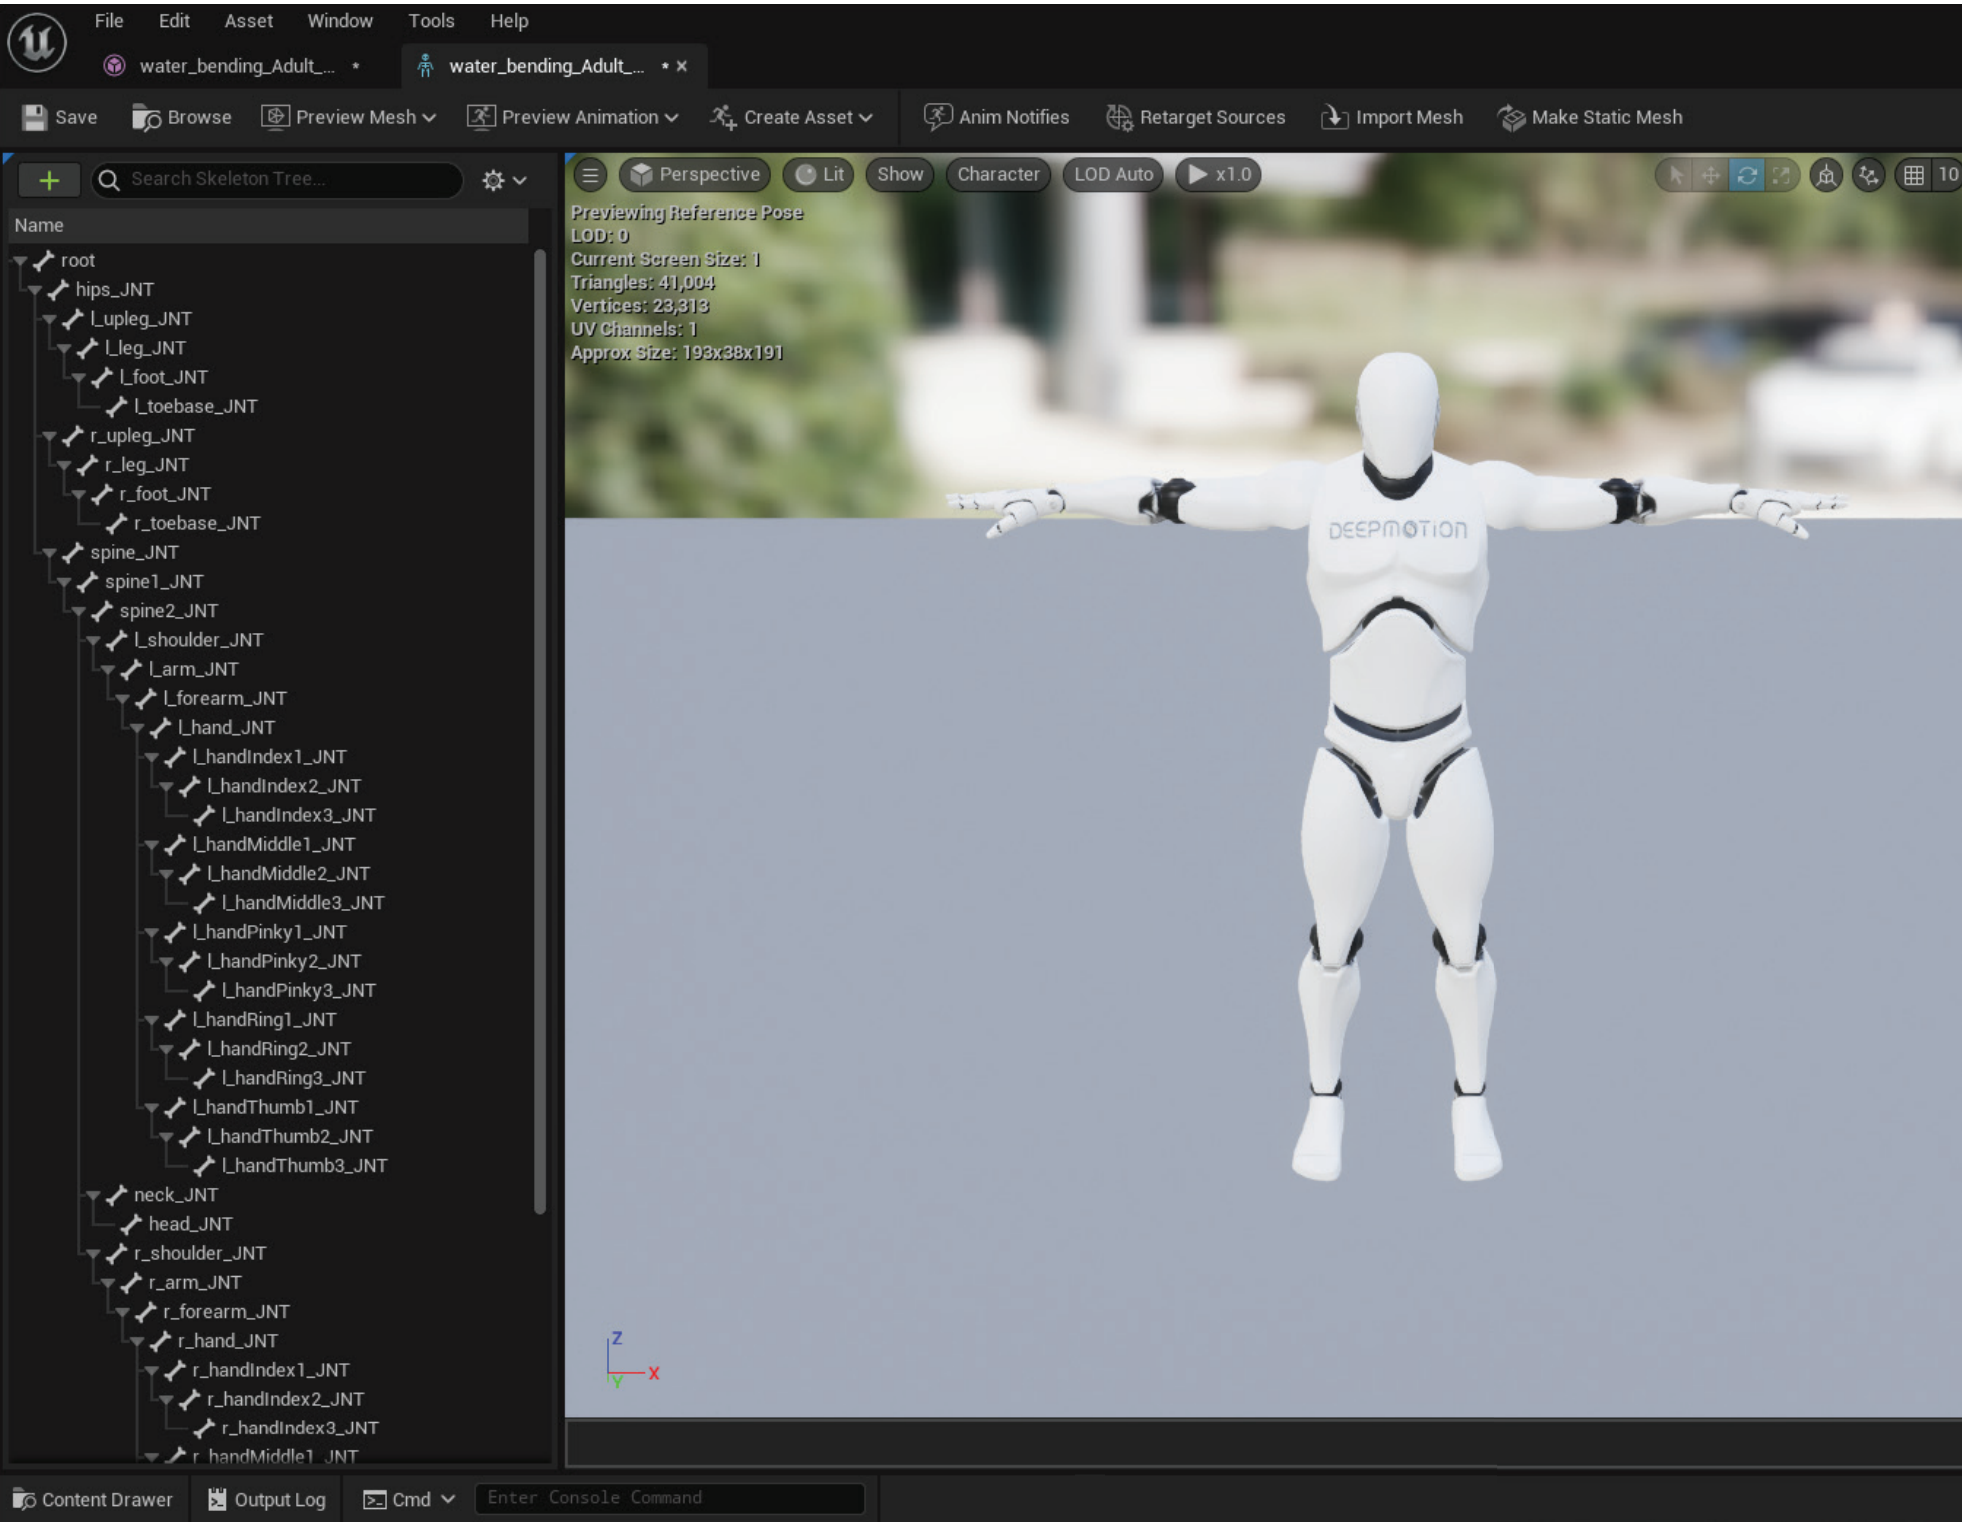 File Edit Asset Window Tools Help
water_bending_Adult_... •
water_bending_Adult_... •
Save Browse Preview Mesh Preview Animation Create Asset Anim Notifies Retarget Sources Import Mesh Make Static Mesh
Search Skeleton Tree...
Perspective Lit Show Character LOD Auto x1.0 10
Name
root
hips_JNT
l_upleg_JNT
l_leg_JNT
l_foot_JNT
l_toebase_JNT
r_upleg_JNT
r_leg_JNT
r_foot_JNT
r_toebase_JNT
spine_JNT
spine1_JNT
spine2_JNT
l_shoulder_JNT
l_arm_JNT
l_forearm_JNT
l_hand_JNT
l_handIndex1_JNT
l_handIndex2_JNT
l_handIndex3_JNT
l_handMiddle1_JNT
l_handMiddle2_JNT
l_handMiddle3_JNT
l_handPinky1_JNT
l_handPinky2_JNT
l_handPinky3_JNT
l_handRing1_JNT
l_handRing2_JNT
l_handRing3_JNT
l_handThumb1_JNT
l_handThumb2_JNT
l_handThumb3_JNT
neck_JNT
head_JNT
r_shoulder_JNT
r_arm_JNT
r_forearm_JNT
r_hand_JNT
r_handIndex1_JNT
r_handIndex2_JNT
r_handIndex3_JNT
r_handMiddle1_JNT
Previewing Reference Pose
LOD: 0
Current Screen Size: 1
Triangles: 41,004
Vertices: 23,313
UV Channels: 1
Approx Size: 193x38x191
DEEPMOTION
Z
X
Y
Content Drawer Output Log Cmd Enter Console Command